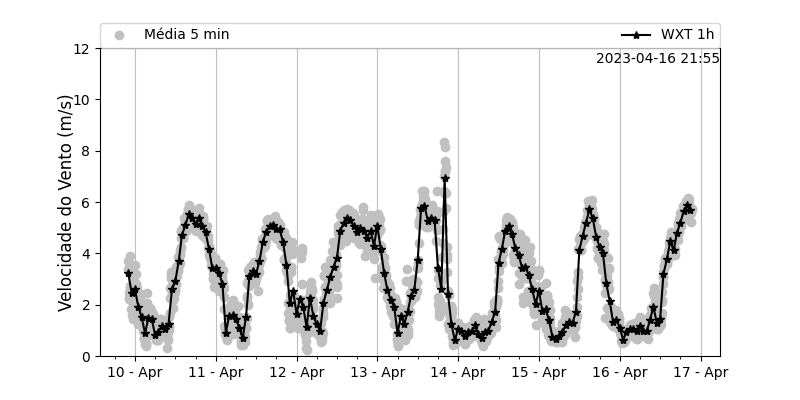 Média 5 min
WXT 1h
2023-04-16 21:55
Velocidade do Vento (m/s)
12
10
8
6
4
2
0
10 - Apr 11 - Apr 12 - Apr 13 - Apr 14 - Apr 15 - Apr 16 - Apr 17 - Apr